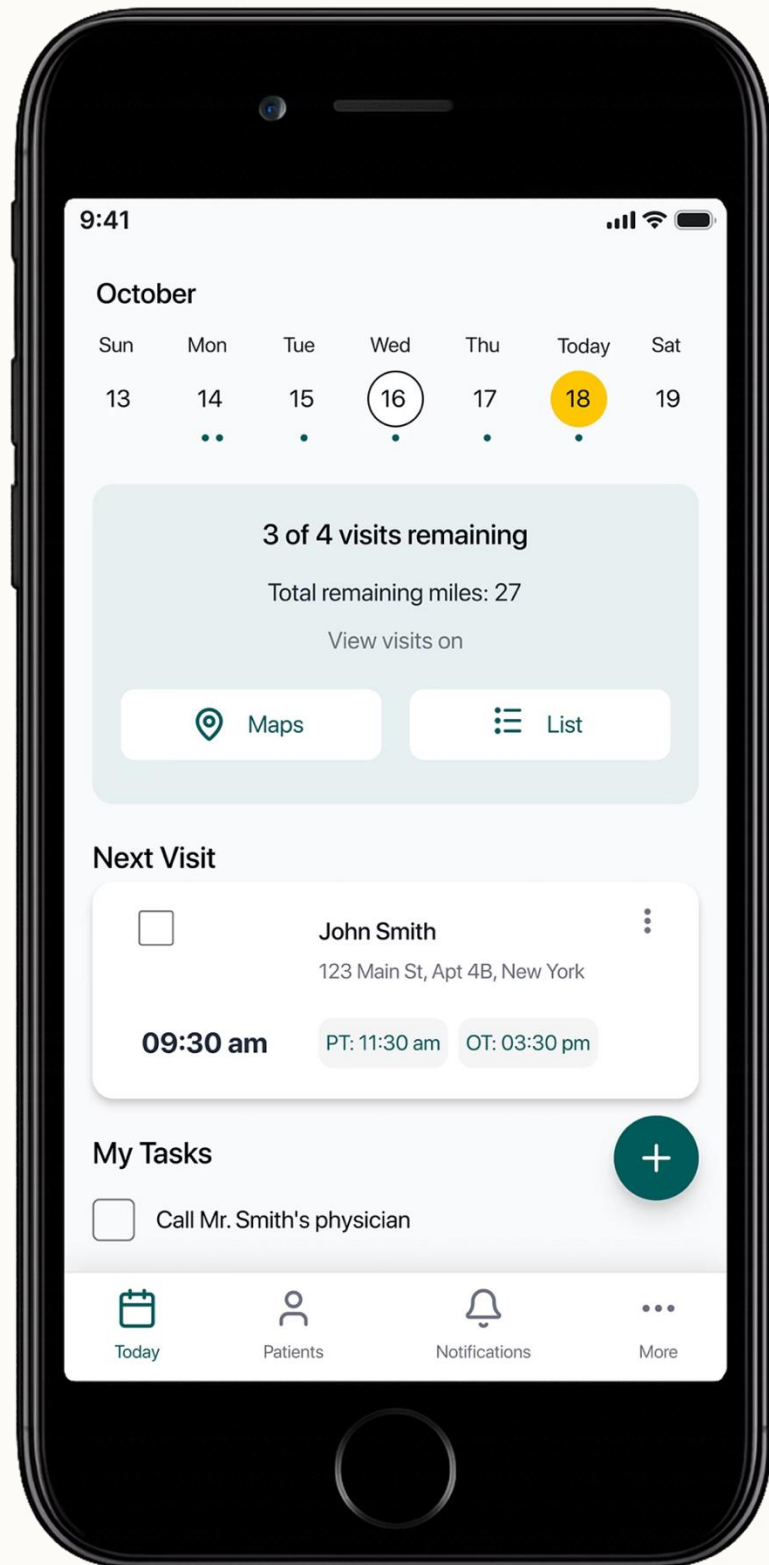 9:41
October
Sun Mon Tue Wed Thu Today Sat
13 14 15 16 17 18 19
3 of 4 visits remaining
Total remaining miles: 27
View visits on
Maps List
Next Visit
John Smith
123 Main St, Apt 4B, New York
09:30 am PT: 11:30 am OT: 03:30 pm
My Tasks
+
Call Mr. Smith's physician
Today Patients Notifications More